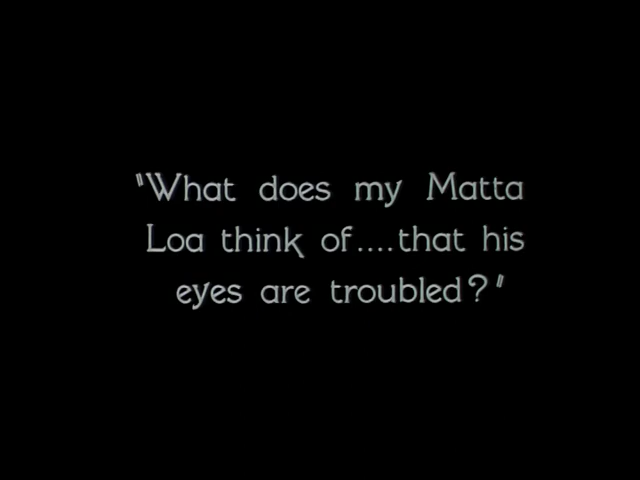 "What does my Matta
Loa think of....that his
eyes are troubled?"